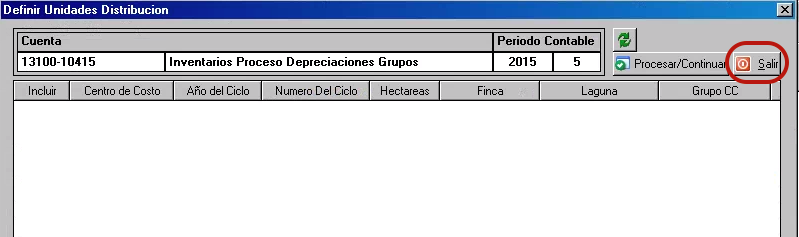 Definir Unidades Distribucion
Cuenta Periodo Contable
13100-10415 Inventarios Proceso Depreciaciones Grupos 2015 5
Procesar/Continuar Salir
Incluir Centro de Costo Año del Ciclo Numero Del Ciclo Hectareas Finca Laguna Grupo CC